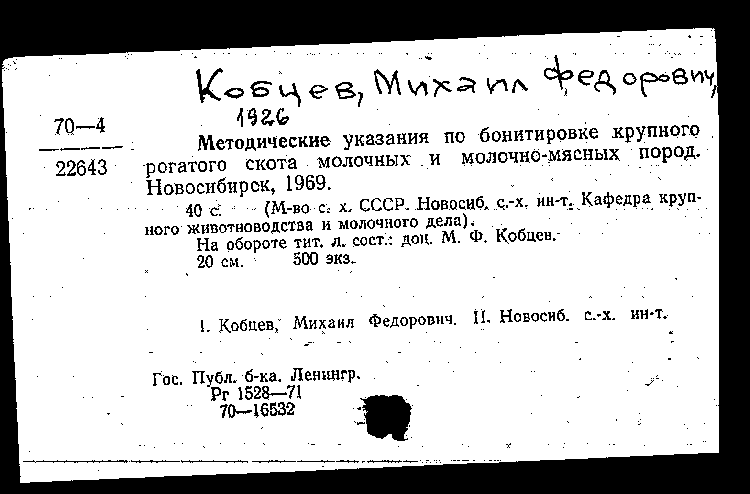 Кобцев, Михаил Федорович,
1926
70—4
22643
Методические указания по бонитировке крупного
рогатого скота молочных и молочно-мясных пород.
Новосибирск, 1969.
40 с. (М-во с. х. СССР. Новосиб. с.-х. ин-т. Кафедра круп-
ного животноводства и молочного дела).
На обороте тит. л. сост.: доц. М. Ф. Кобцев.
20 см. 500 экз.
I. Кобцев, Михаил Федорович. II. Новосиб. с.-х. ин-т.
Гос. Публ. б-ка. Ленингр.
Рг 1528—71
70—16532